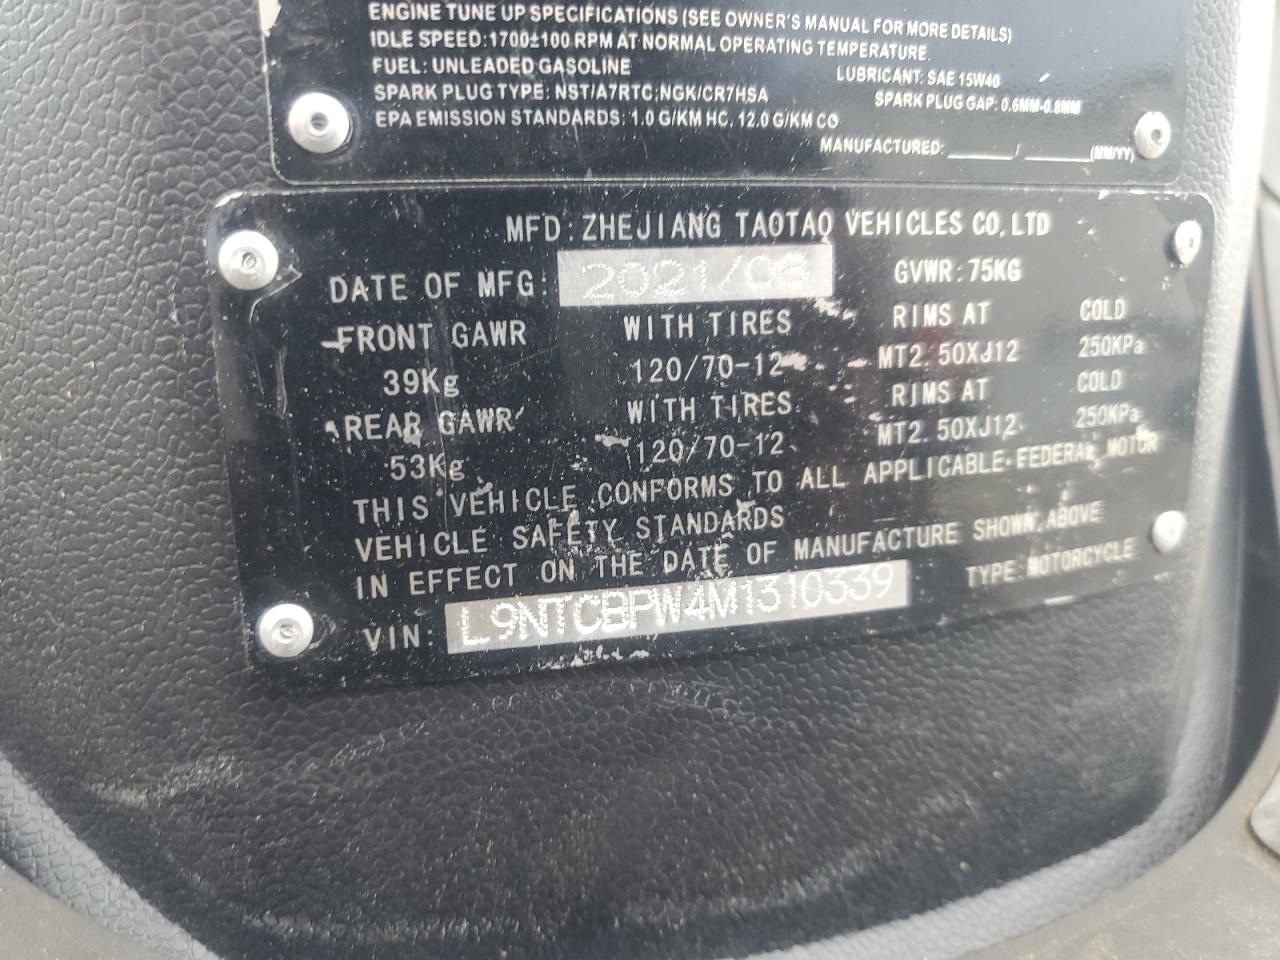 ENGINE TUNE UP SPECIFICATIONS (SEE OWNER'S MANUAL FOR MORE DETAILS)
IDLE SPEED:1700±100 RPM AT NORMAL OPERATING TEMPERATURE.
FUEL: UNLEADED GASOLINE LUBRICANT: SAE 15W40
SPARK PLUG TYPE: NST/A7RTC;NGK/CR7HSA SPARK PLUG GAP: 0.6MM-0.8MM
EPA EMISSION STANDARDS: 1.0 G/KM HC, 12.0 G/KM CO
MANUFACTURED: ______/______(MM/YY)
MFD:ZHEJIANG TAOTAO VEHICLES CO,LTD
DATE OF MFG: 2021/06 GVWR:75KG
FRONT GAWR WITH TIRES RIMS AT COLD
39Kg 120/70-12 MT2.50XJ12 250KPa
REAR GAWR WITH TIRES RIMS AT COLD
53Kg 120/70-12 MT2.50XJ12 250KPa
THIS VEHICLE CONFORMS TO ALL APPLICABLE FEDERAL MOTOR
VEHICLE SAFETY STANDARDS
IN EFFECT ON THE DATE OF MANUFACTURE SHOWN ABOVE
VIN: L9NTCBPW4M1310339 TYPE:MOTORCYCLE